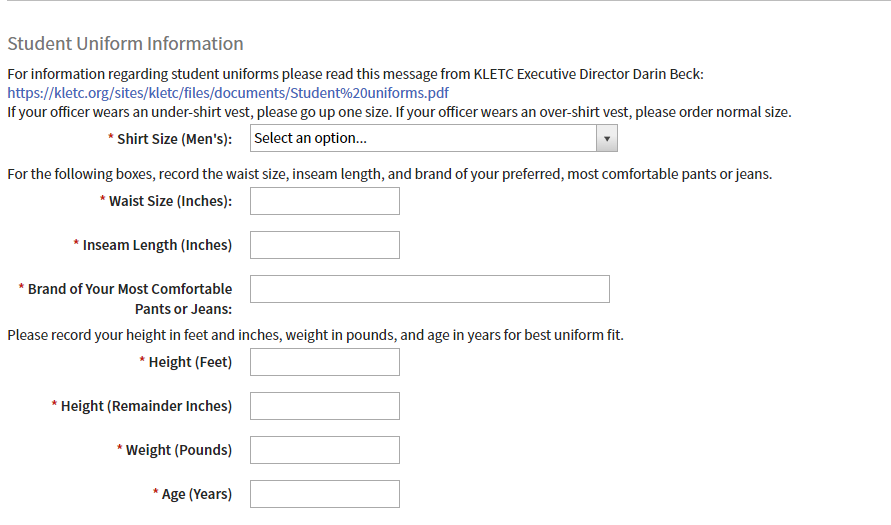 Student Uniform Information
For information regarding student uniforms please read this message from KLETC Executive Director Darin Beck:
https://kletc.org/sites/kletc/files/documents/Student%20uniforms.pdf
If your officer wears an under-shirt vest, please go up one size. If your officer wears an over-shirt vest, please order normal size.
* Shirt Size (Men's): Select an option...
For the following boxes, record the waist size, inseam length, and brand of your preferred, most comfortable pants or jeans.
* Waist Size (Inches):
* Inseam Length (Inches)
* Brand of Your Most Comfortable
Pants or Jeans:
Please record your height in feet and inches, weight in pounds, and age in years for best uniform fit.
* Height (Feet)
* Height (Remainder Inches)
* Weight (Pounds)
* Age (Years)